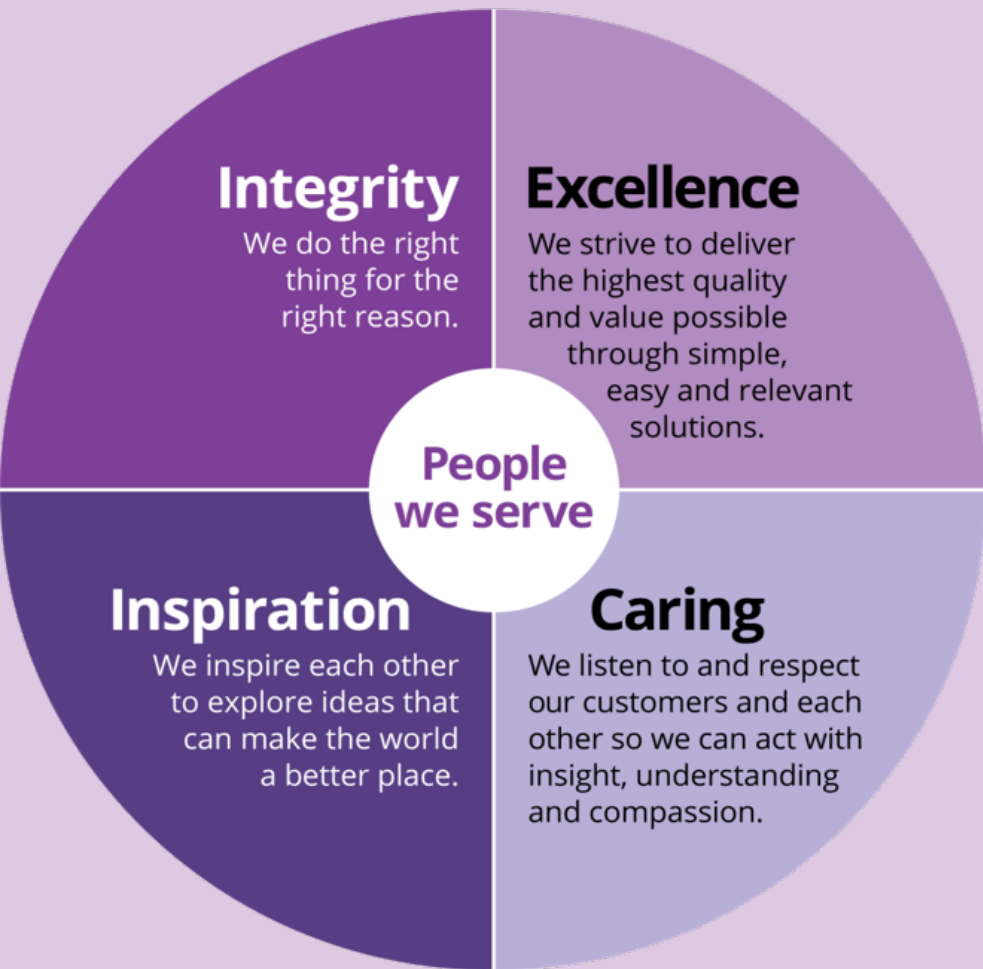 Integrity
We do the right
thing for the
right reason.
Excellence
We strive to deliver
the highest quality
and value possible
through simple,
easy and relevant
solutions.
People
we serve
Inspiration
We inspire each other
to explore ideas that
can make the world
a better place.
Caring
We listen to and respect
our customers and each
other so we can act with
insight, understanding
and compassion.